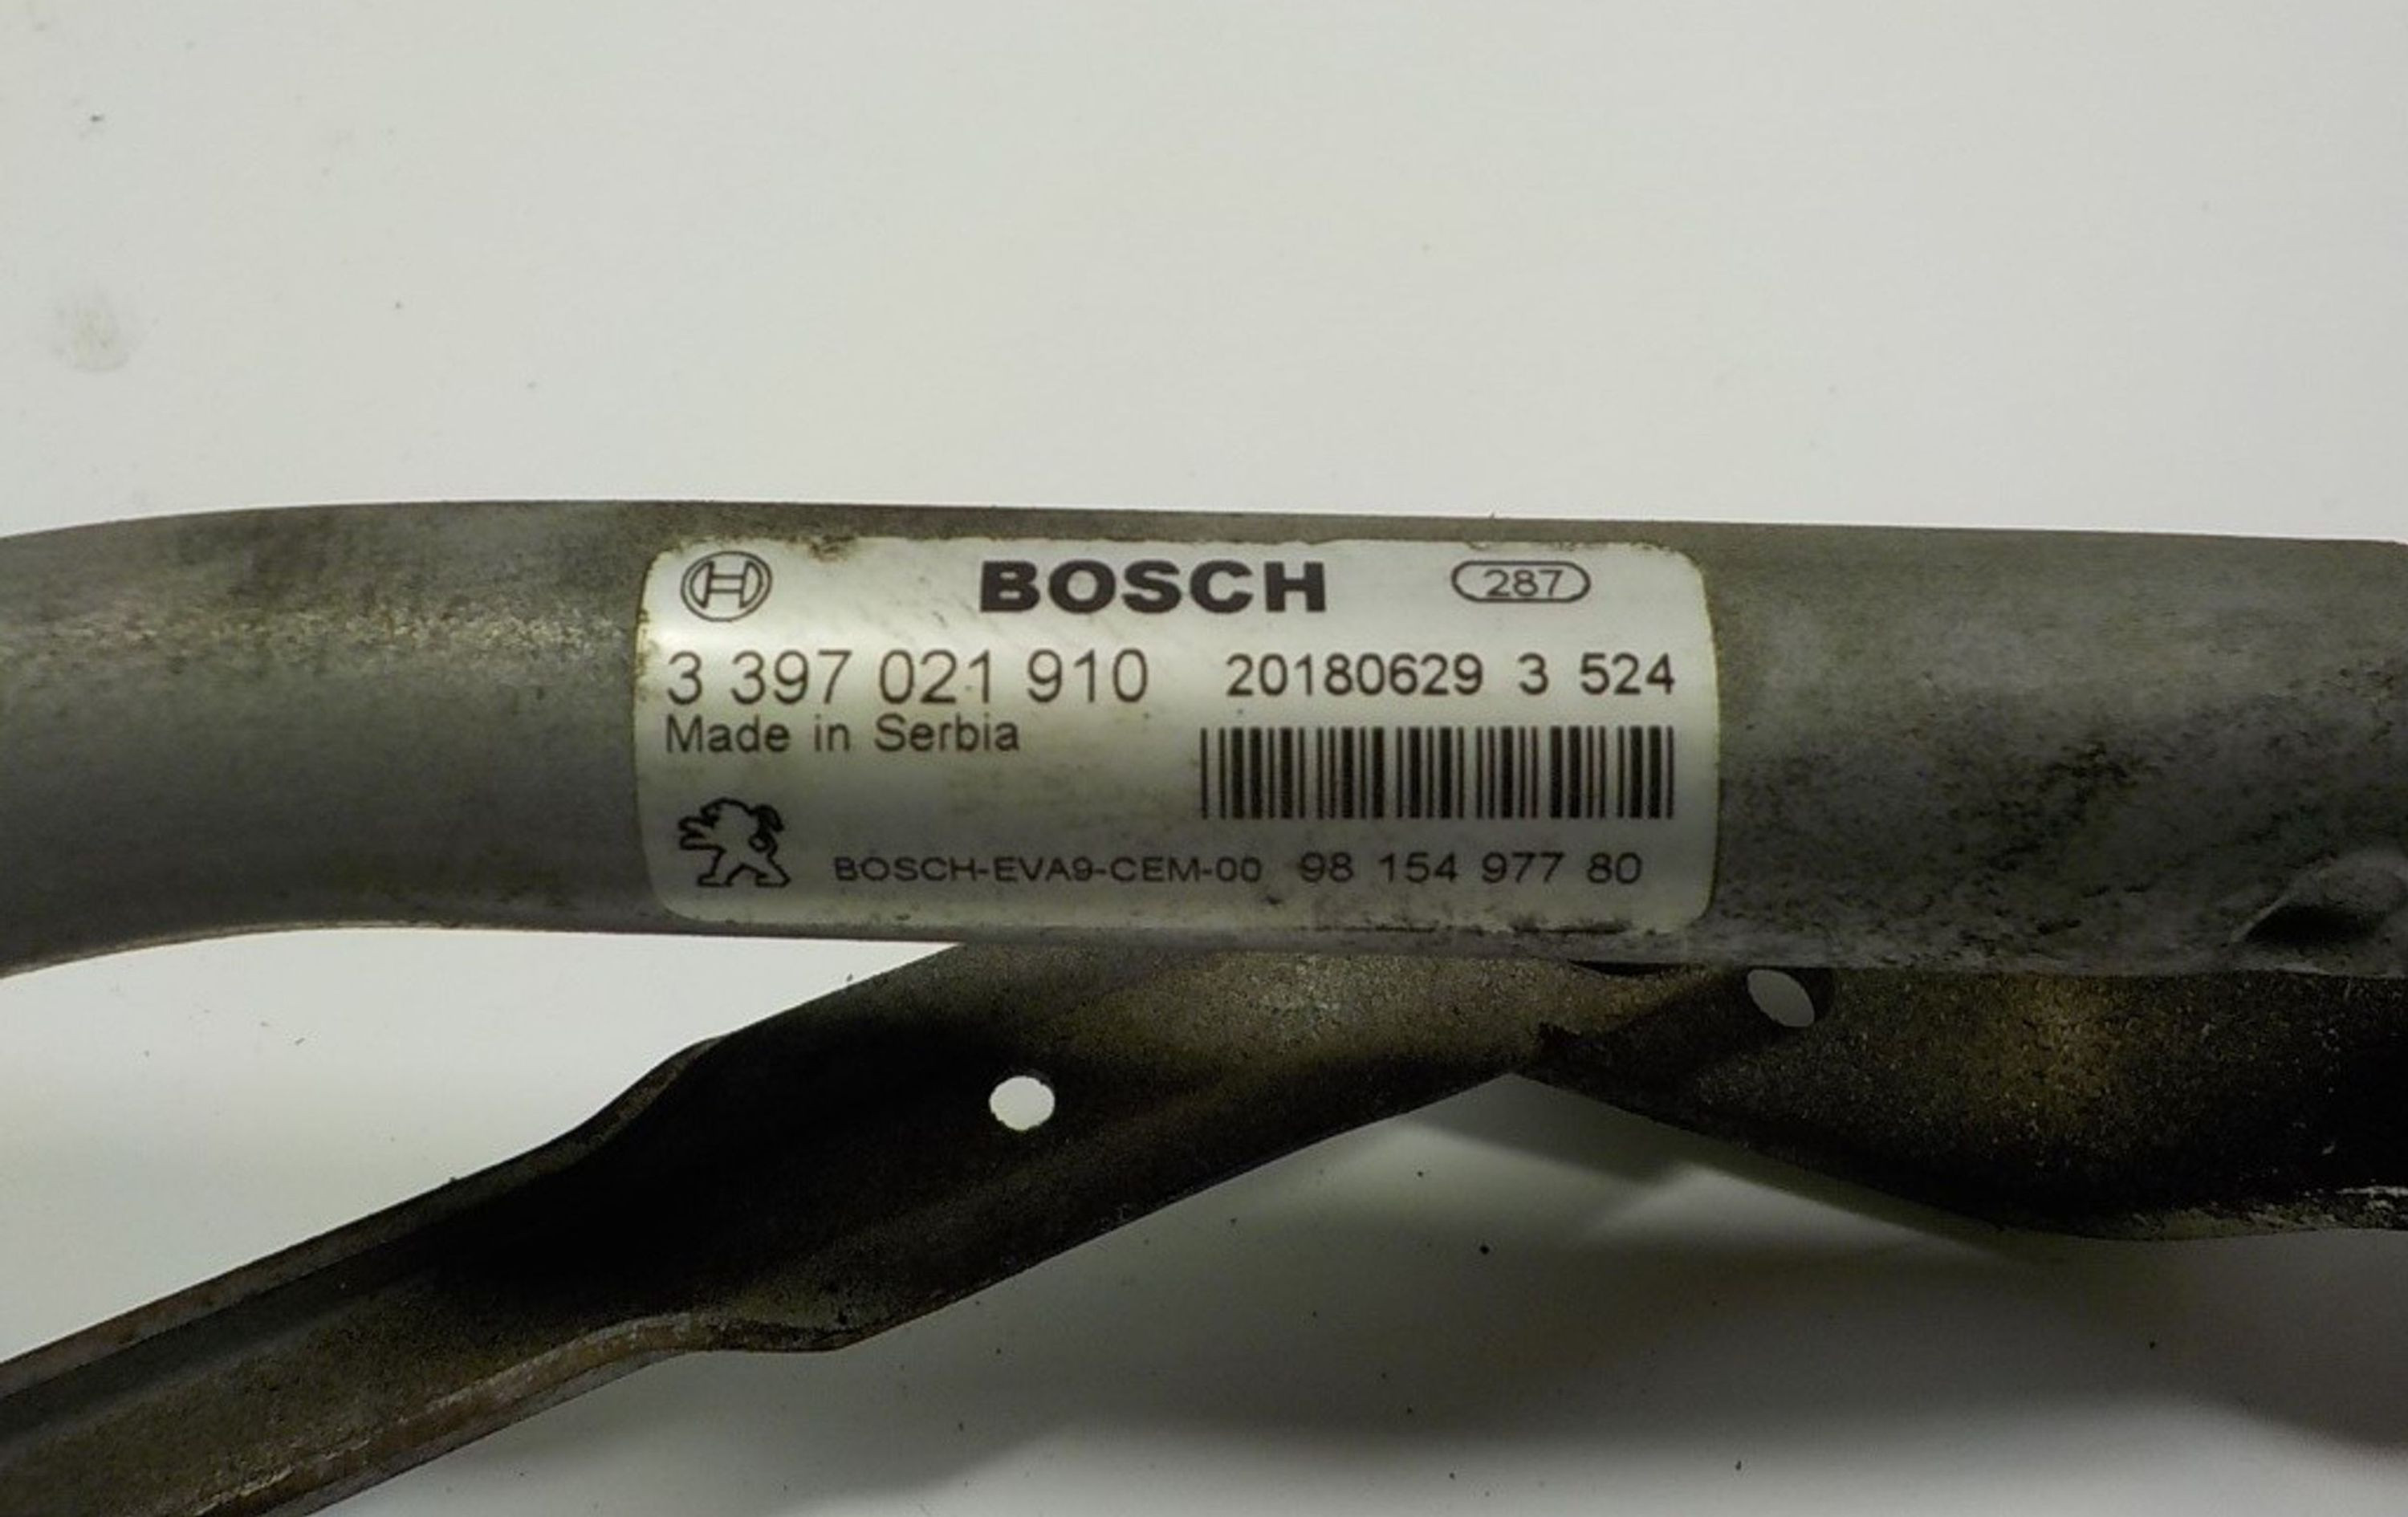 BOSCH 287
3 397 021 910 20180629 3 524
Made in Serbia
BOSCH-EVA9-CEM-00 98 154 977 80